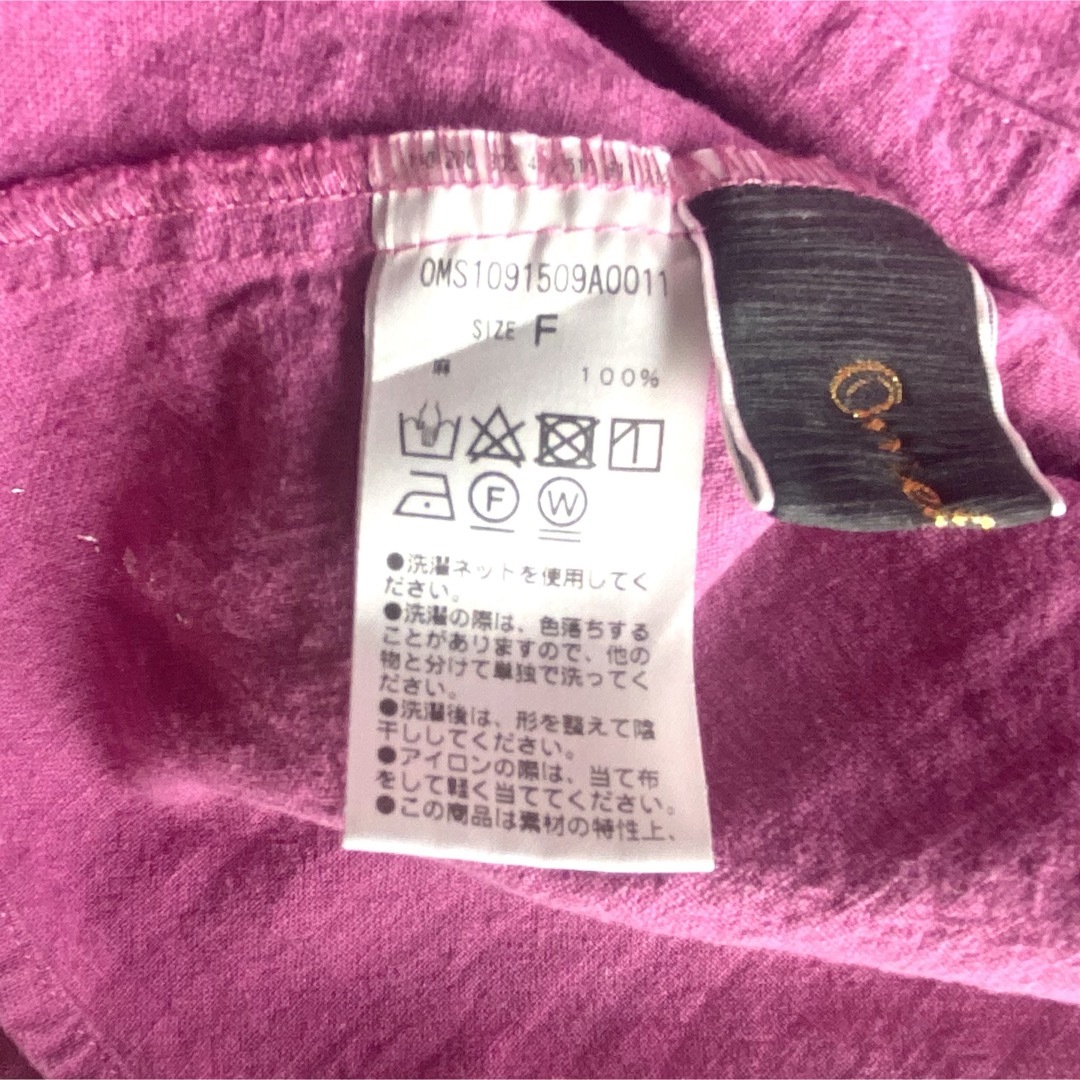 OMS1091509A0011
SIZE F
麻 100%
F W
●洗濯ネットを使用してく
ださい。
●洗濯の際は、色落ちする
ことがありますので、他の
物と分けて単独で洗ってく
ださい。
●洗濯後は、形を整えて陰
干ししてください。
●アイロンの際は、当て布
をして軽く当ててください。
●この商品は素材の特性上、